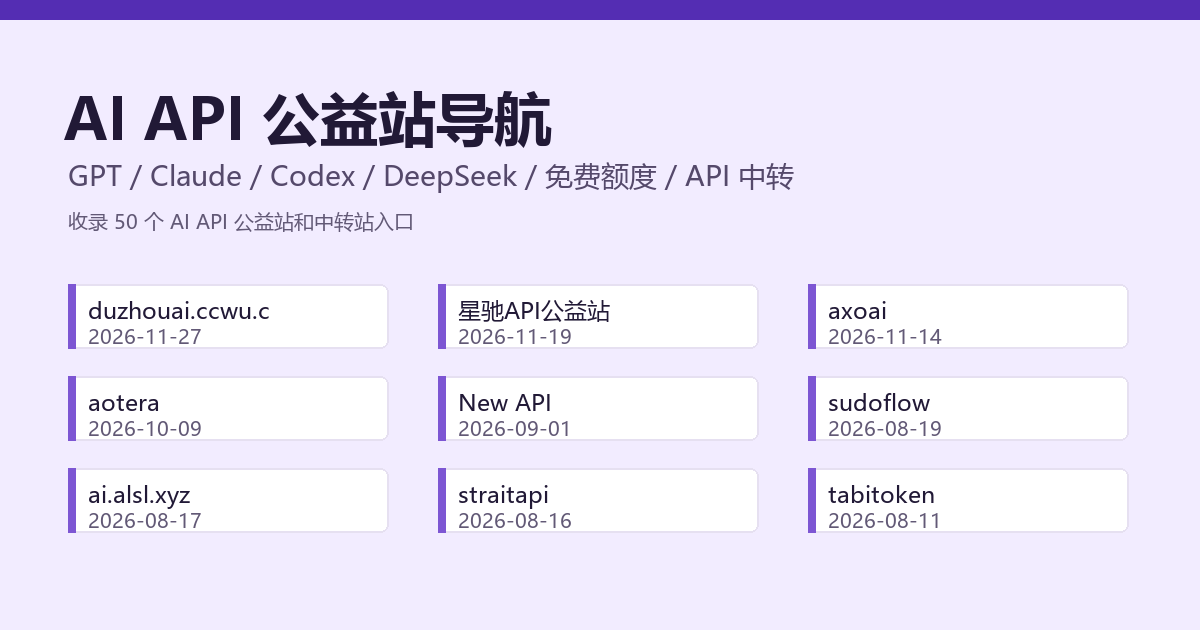 AI API 公益站导航
GPT / Claude / Codex / DeepSeek / 免费额度 / API 中转
收录 50 个 AI API 公益站和中转站入口
duzhouai.ccwu.c
2026-11-27
星驰API公益站
2026-11-19
axoai
2026-11-14
aotera
2026-10-09
New API
2026-09-01
sudoflow
2026-08-19
ai.alsl.xyz
2026-08-17
straitapi
2026-08-16
tabitoken
2026-08-11